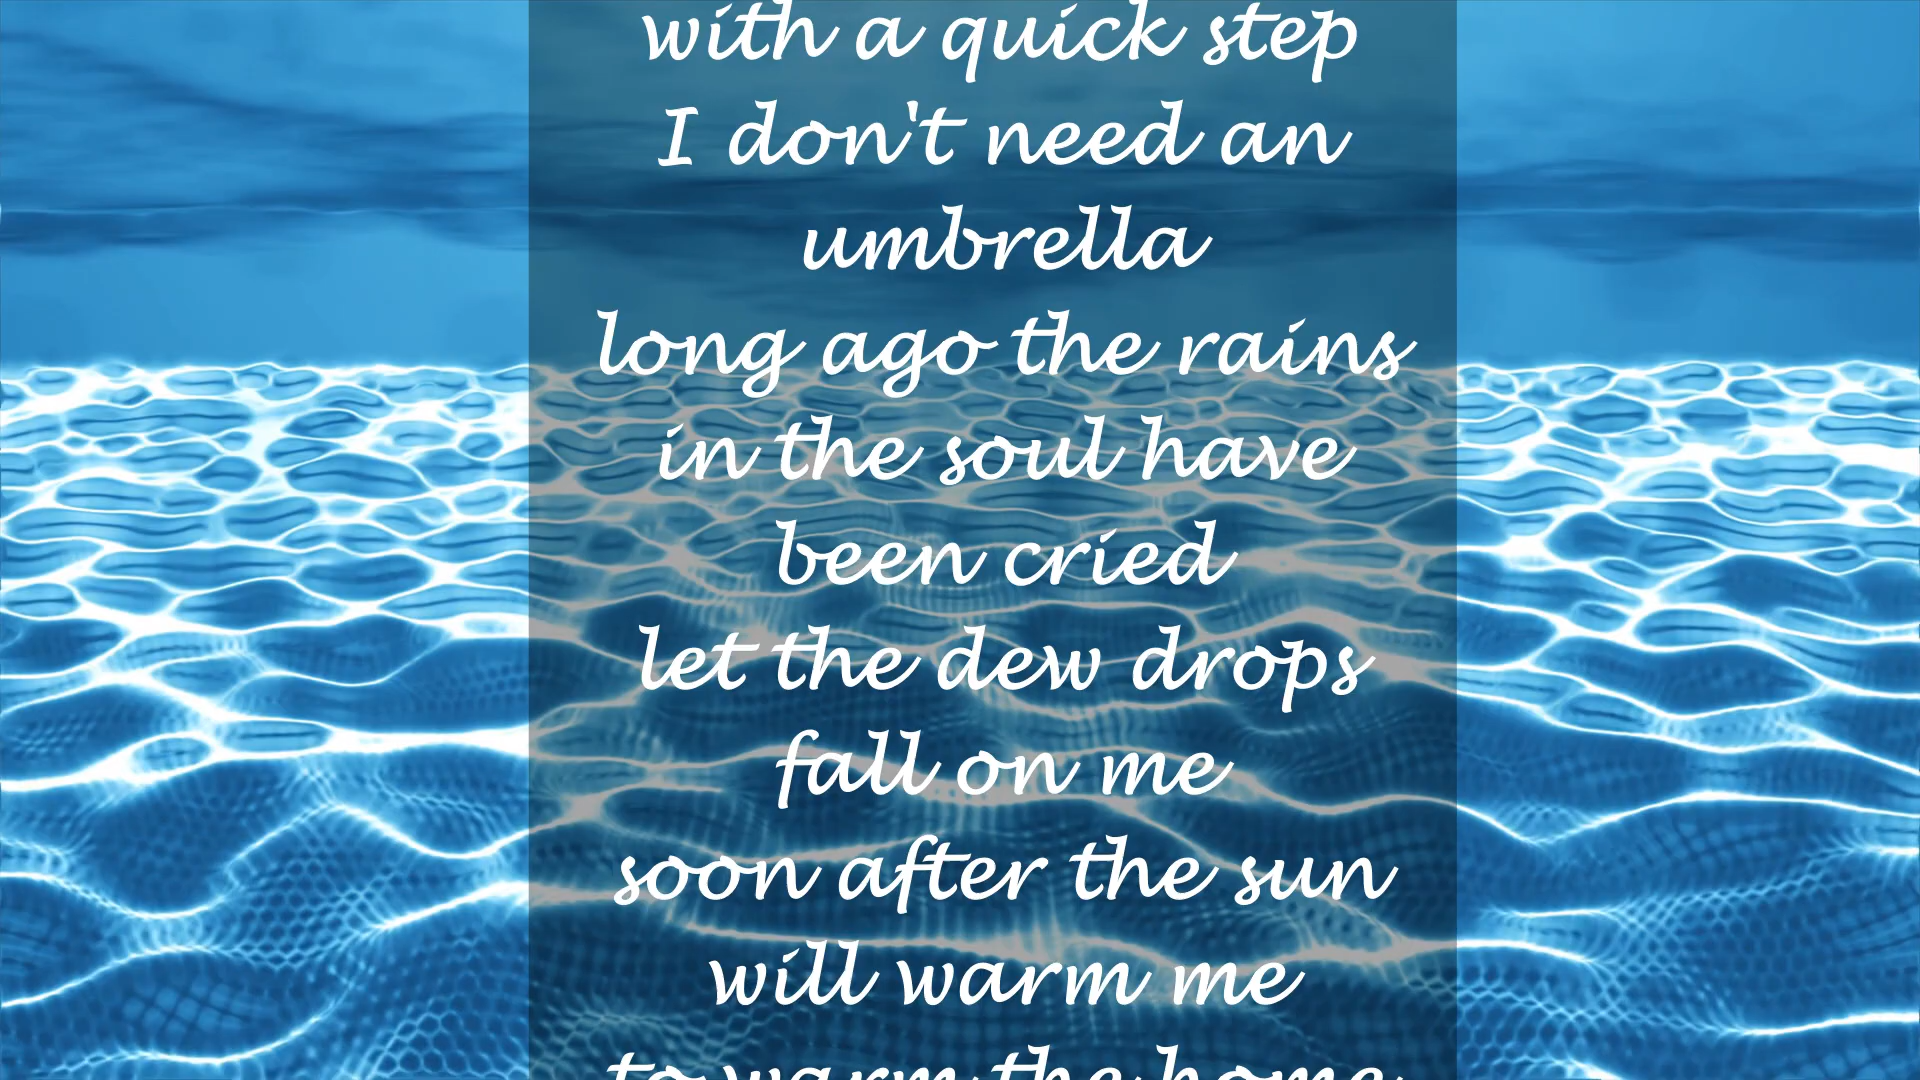 with a quick step
I don't need an
umbrella
long ago the rains
in the soul have
been cried
let the dew drops
fall on me
soon after the sun
will warm me
to warm the home